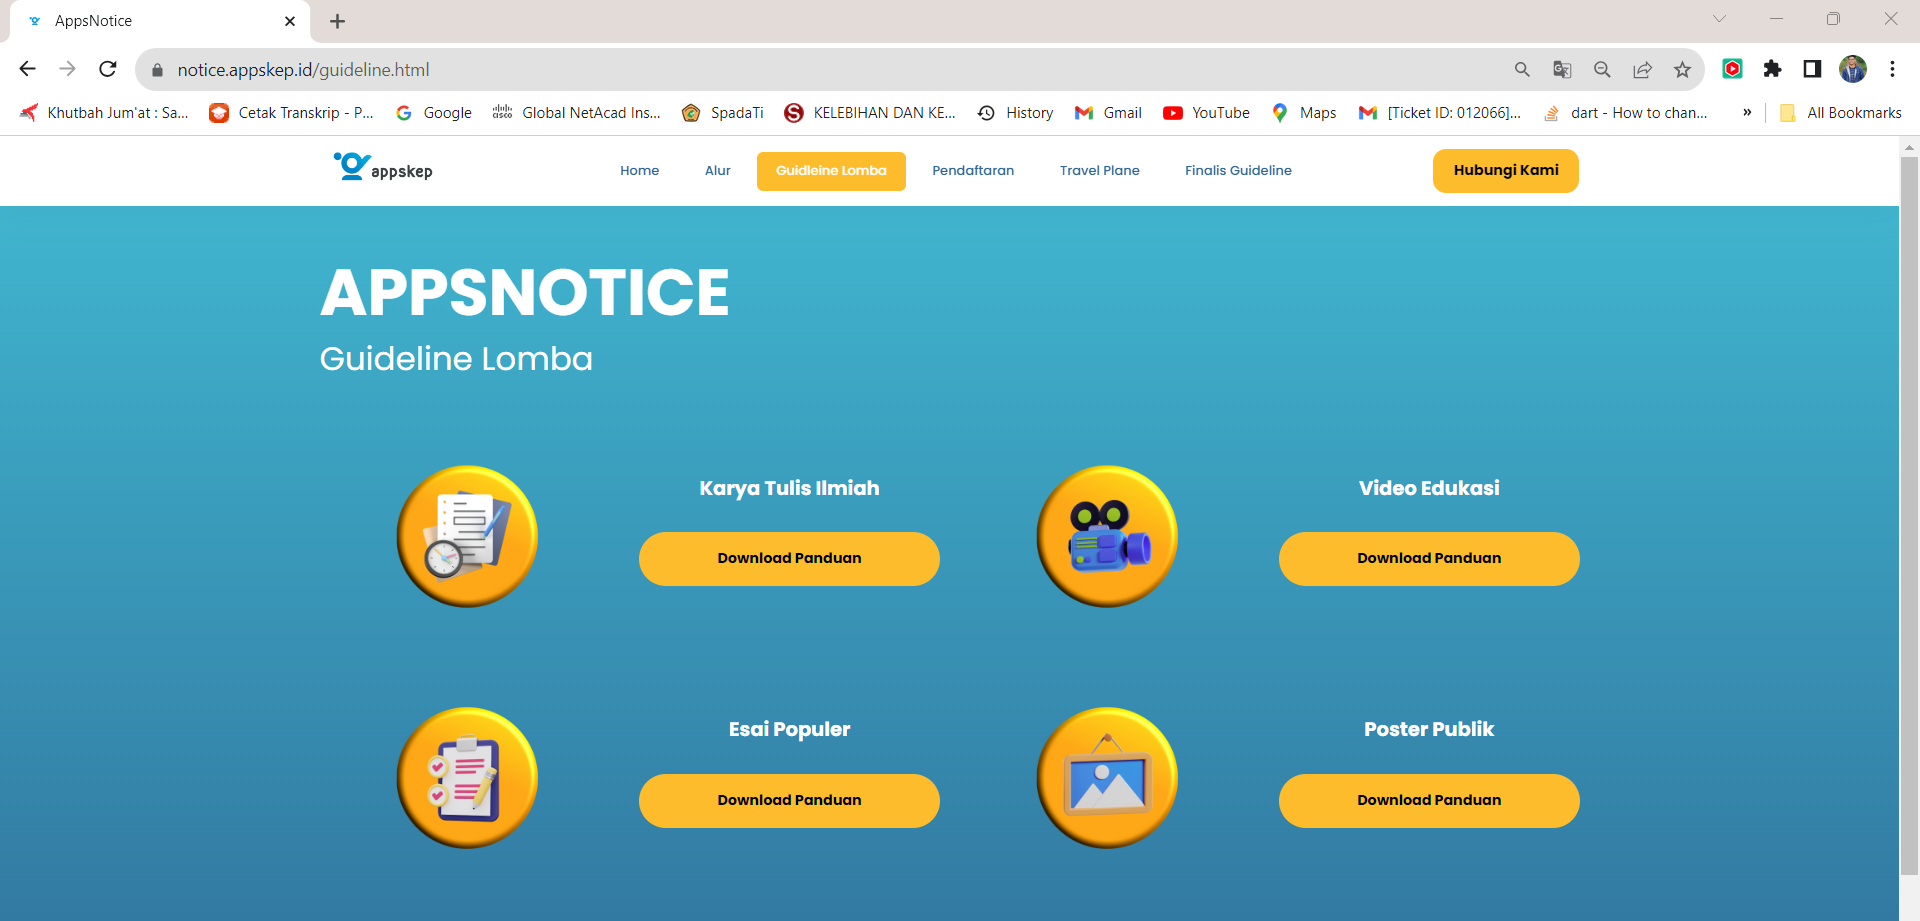 AppsNotice
notice.appskep.id/guideline.html
Khutbah Jum'at : Sa...
Cetak Transkrip - P...
Google
cisco
Global NetAcad Ins...
SpadaTi
KELEBIHAN DAN KE...
History
Gmail
YouTube
Maps
[Ticket ID: 012066]...
dart - How to chan...
»
All Bookmarks
appskep
Home
Alur
Guidleine Lomba
Pendaftaran
Travel Plane
Finalis Guideline
Hubungi Kami
APPSNOTICE
Guideline Lomba
Karya Tulis Ilmiah
Download Panduan
Video Edukasi
Download Panduan
Esai Populer
Download Panduan
Poster Publik
Download Panduan